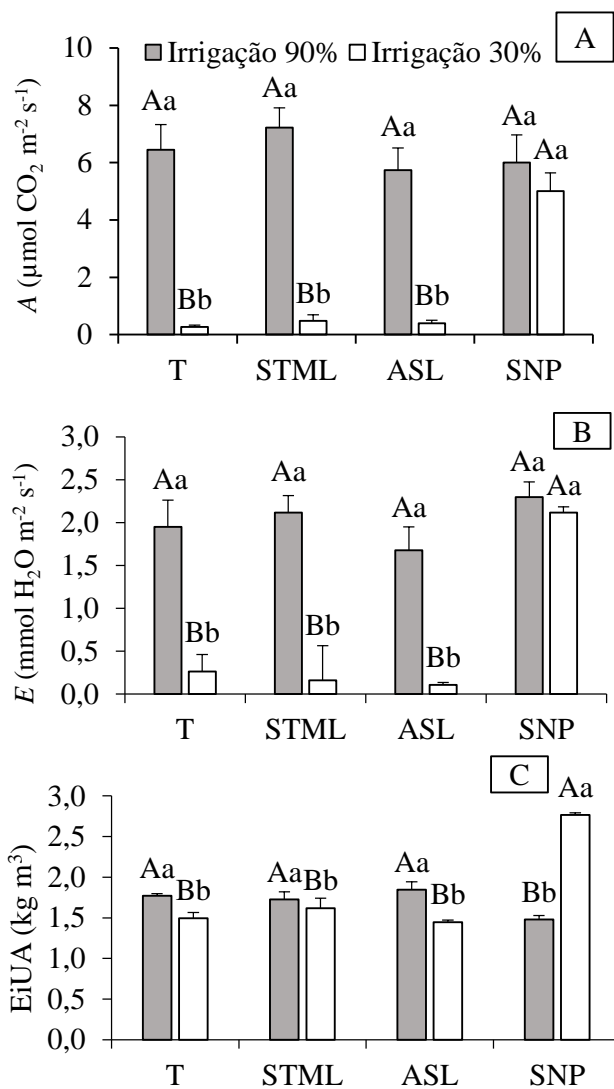 A
Irrigação 90% Irrigação 30%
10
8
6
4
2
0
A (µmol CO₂ m⁻² s⁻¹)
Aa Aa Aa Aa Aa
Bb Bb Bb
T STML ASL SNP
B
3,0
2,5
2,0
1,5
1,0
0,5
0,0
E (mmol H₂O m⁻² s⁻¹)
Aa Aa Aa Aa Aa
Bb Bb Bb
T STML ASL SNP
C
3,0
2,5
2,0
1,5
1,0
0,5
0,0
EiUA (kg m³)
Aa Bb Aa Bb Aa Bb Bb Aa
T STML ASL SNP